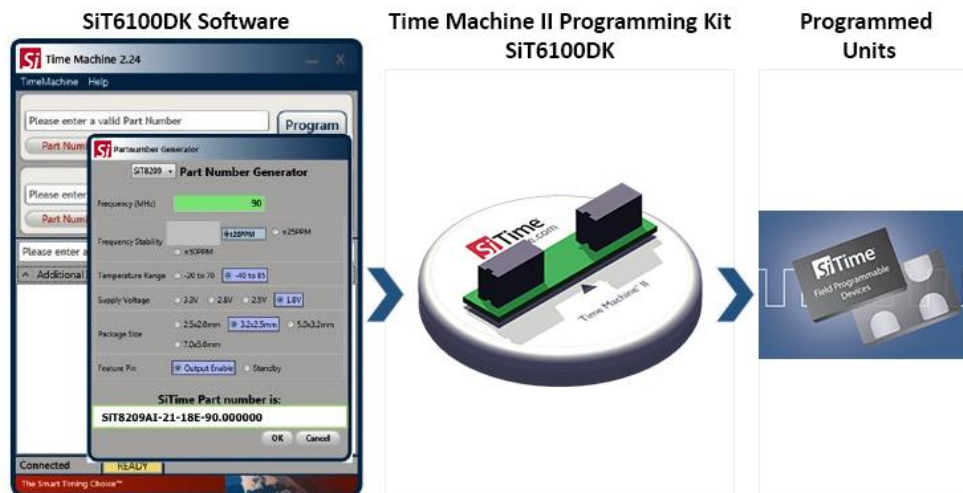 SiT6100DK Software
Time Machine II Programming Kit
SiT6100DK
Programmed
Units
Si Time Machine 2.24
TimeMachine Help
Please enter a valid Part Number
Program
Part Num
Please enter
Part Num
Please enter a
Additional
Si Partnumber Generator
SiT8209 Part Number Generator
Frequency (MHz) 90
Frequency Stability ±20PPM ±25PPM
±50PPM
Temperature Range -20 to 70 -40 to 85
Supply Voltage 3.3V 2.8V 2.5V 1.8V
Package Size 2.5x2.0mm 3.2x2.5mm 5.0x3.2mm
7.0x5.0mm
Feature Pin Output Enable Standby
SiTime Part number is:
SIT8209AI-21-18E-90.000000
OK Cancel
Connected READY
The Smart Timing Choice™
SiTime
Time Machine II
SiTime
Field Programmable
Devices